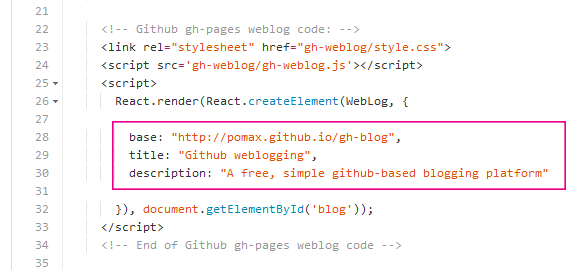 21
22 <!-- Github gh-pages weblog code: -->
23 <link rel="stylesheet" href="gh-weblog/style.css">
24 <script src='gh-weblog/gh-weblog.js'></script>
25 <script>
26 React.render(React.createElement(WebLog, {
27
28 base: "http://pomax.github.io/gh-blog",
29 title: "Github weblogging",
30 description: "A free, simple github-based blogging platform"
31
32 }), document.getElementById('blog'));
33 </script>
34 <!-- End of Github gh-pages weblog code -->
35